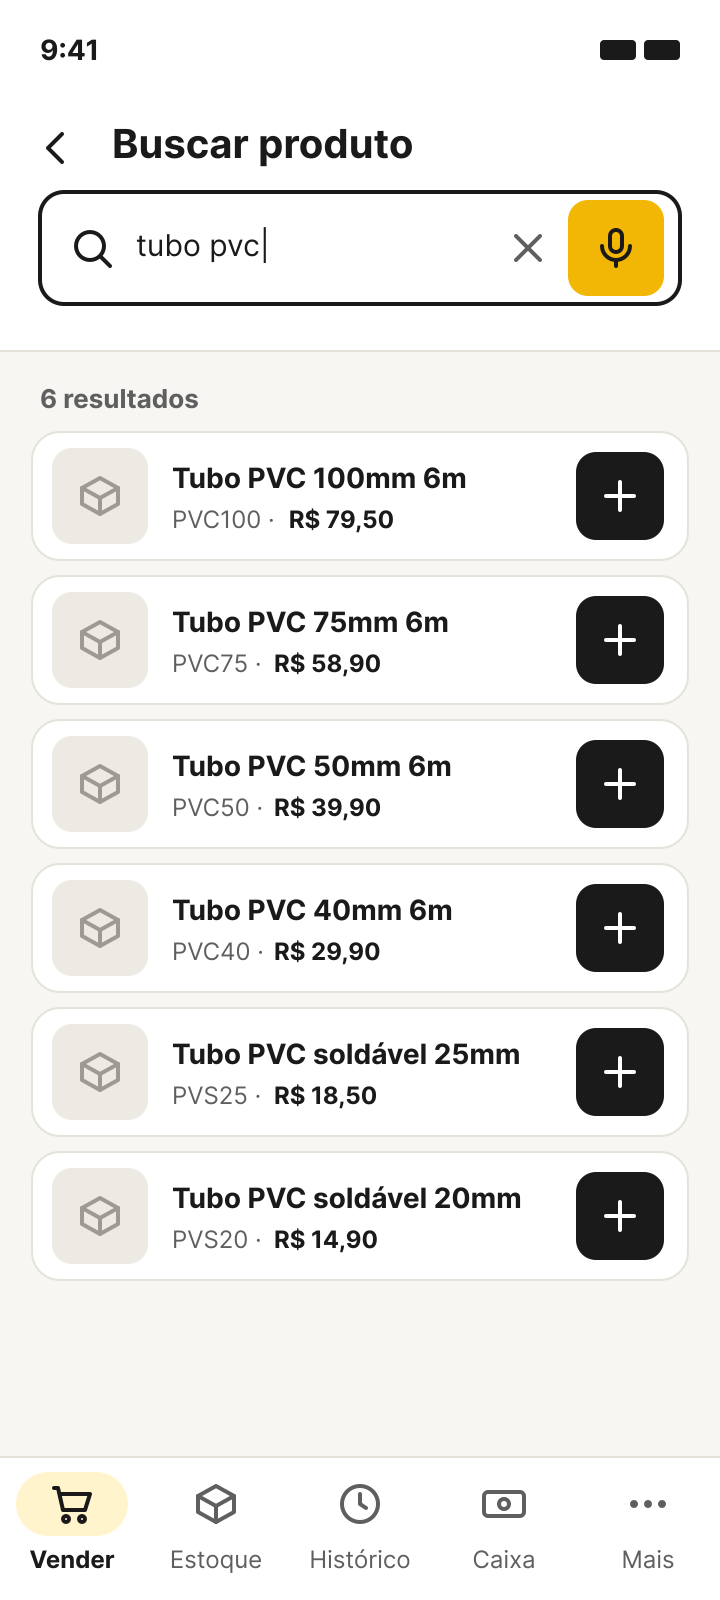 9:41
Buscar produto
tubo pvc
6 resultados
Tubo PVC 100mm 6m
PVC100 · R$ 79,50
Tubo PVC 75mm 6m
PVC75 · R$ 58,90
Tubo PVC 50mm 6m
PVC50 · R$ 39,90
Tubo PVC 40mm 6m
PVC40 · R$ 29,90
Tubo PVC soldável 25mm
PVS25 · R$ 18,50
Tubo PVC soldável 20mm
PVS20 · R$ 14,90
Vender Estoque Histórico Caixa Mais